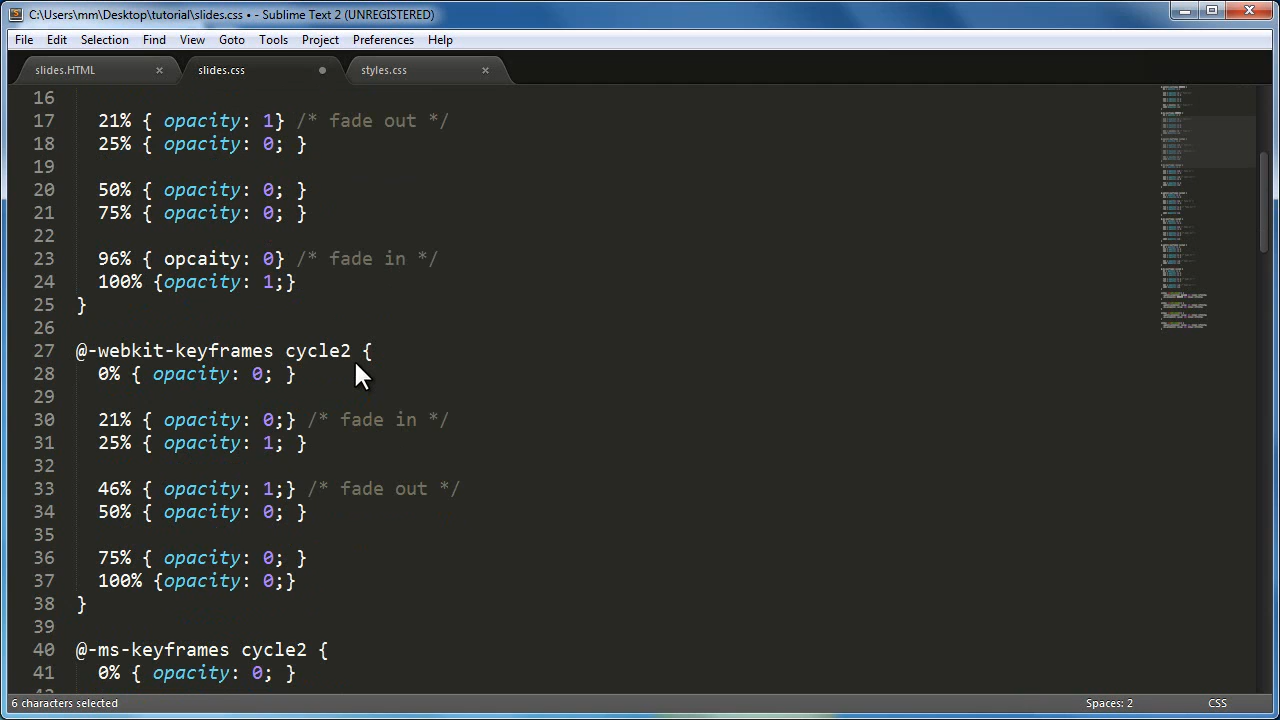 C:\Users\mm\Desktop\tutorial\slides.css • - Sublime Text 2 (UNREGISTERED)
File Edit Selection Find View Goto Tools Project Preferences Help
slides.HTML slides.css styles.css
16
17 21% { opacity: 1} /* fade out */
18 25% { opacity: 0; }
19
20 50% { opacity: 0; }
21 75% { opacity: 0; }
22
23 96% { opcaity: 0} /* fade in */
24 100% {opacity: 1;}
25 }
26
27 @-webkit-keyframes cycle2 {
28 0% { opacity: 0; }
29
30 21% { opacity: 0;} /* fade in */
31 25% { opacity: 1; }
32
33 46% { opacity: 1;} /* fade out */
34 50% { opacity: 0; }
35
36 75% { opacity: 0; }
37 100% {opacity: 0;}
38 }
39
40 @-ms-keyframes cycle2 {
41 0% { opacity: 0; }
6 characters selected Spaces: 2 CSS